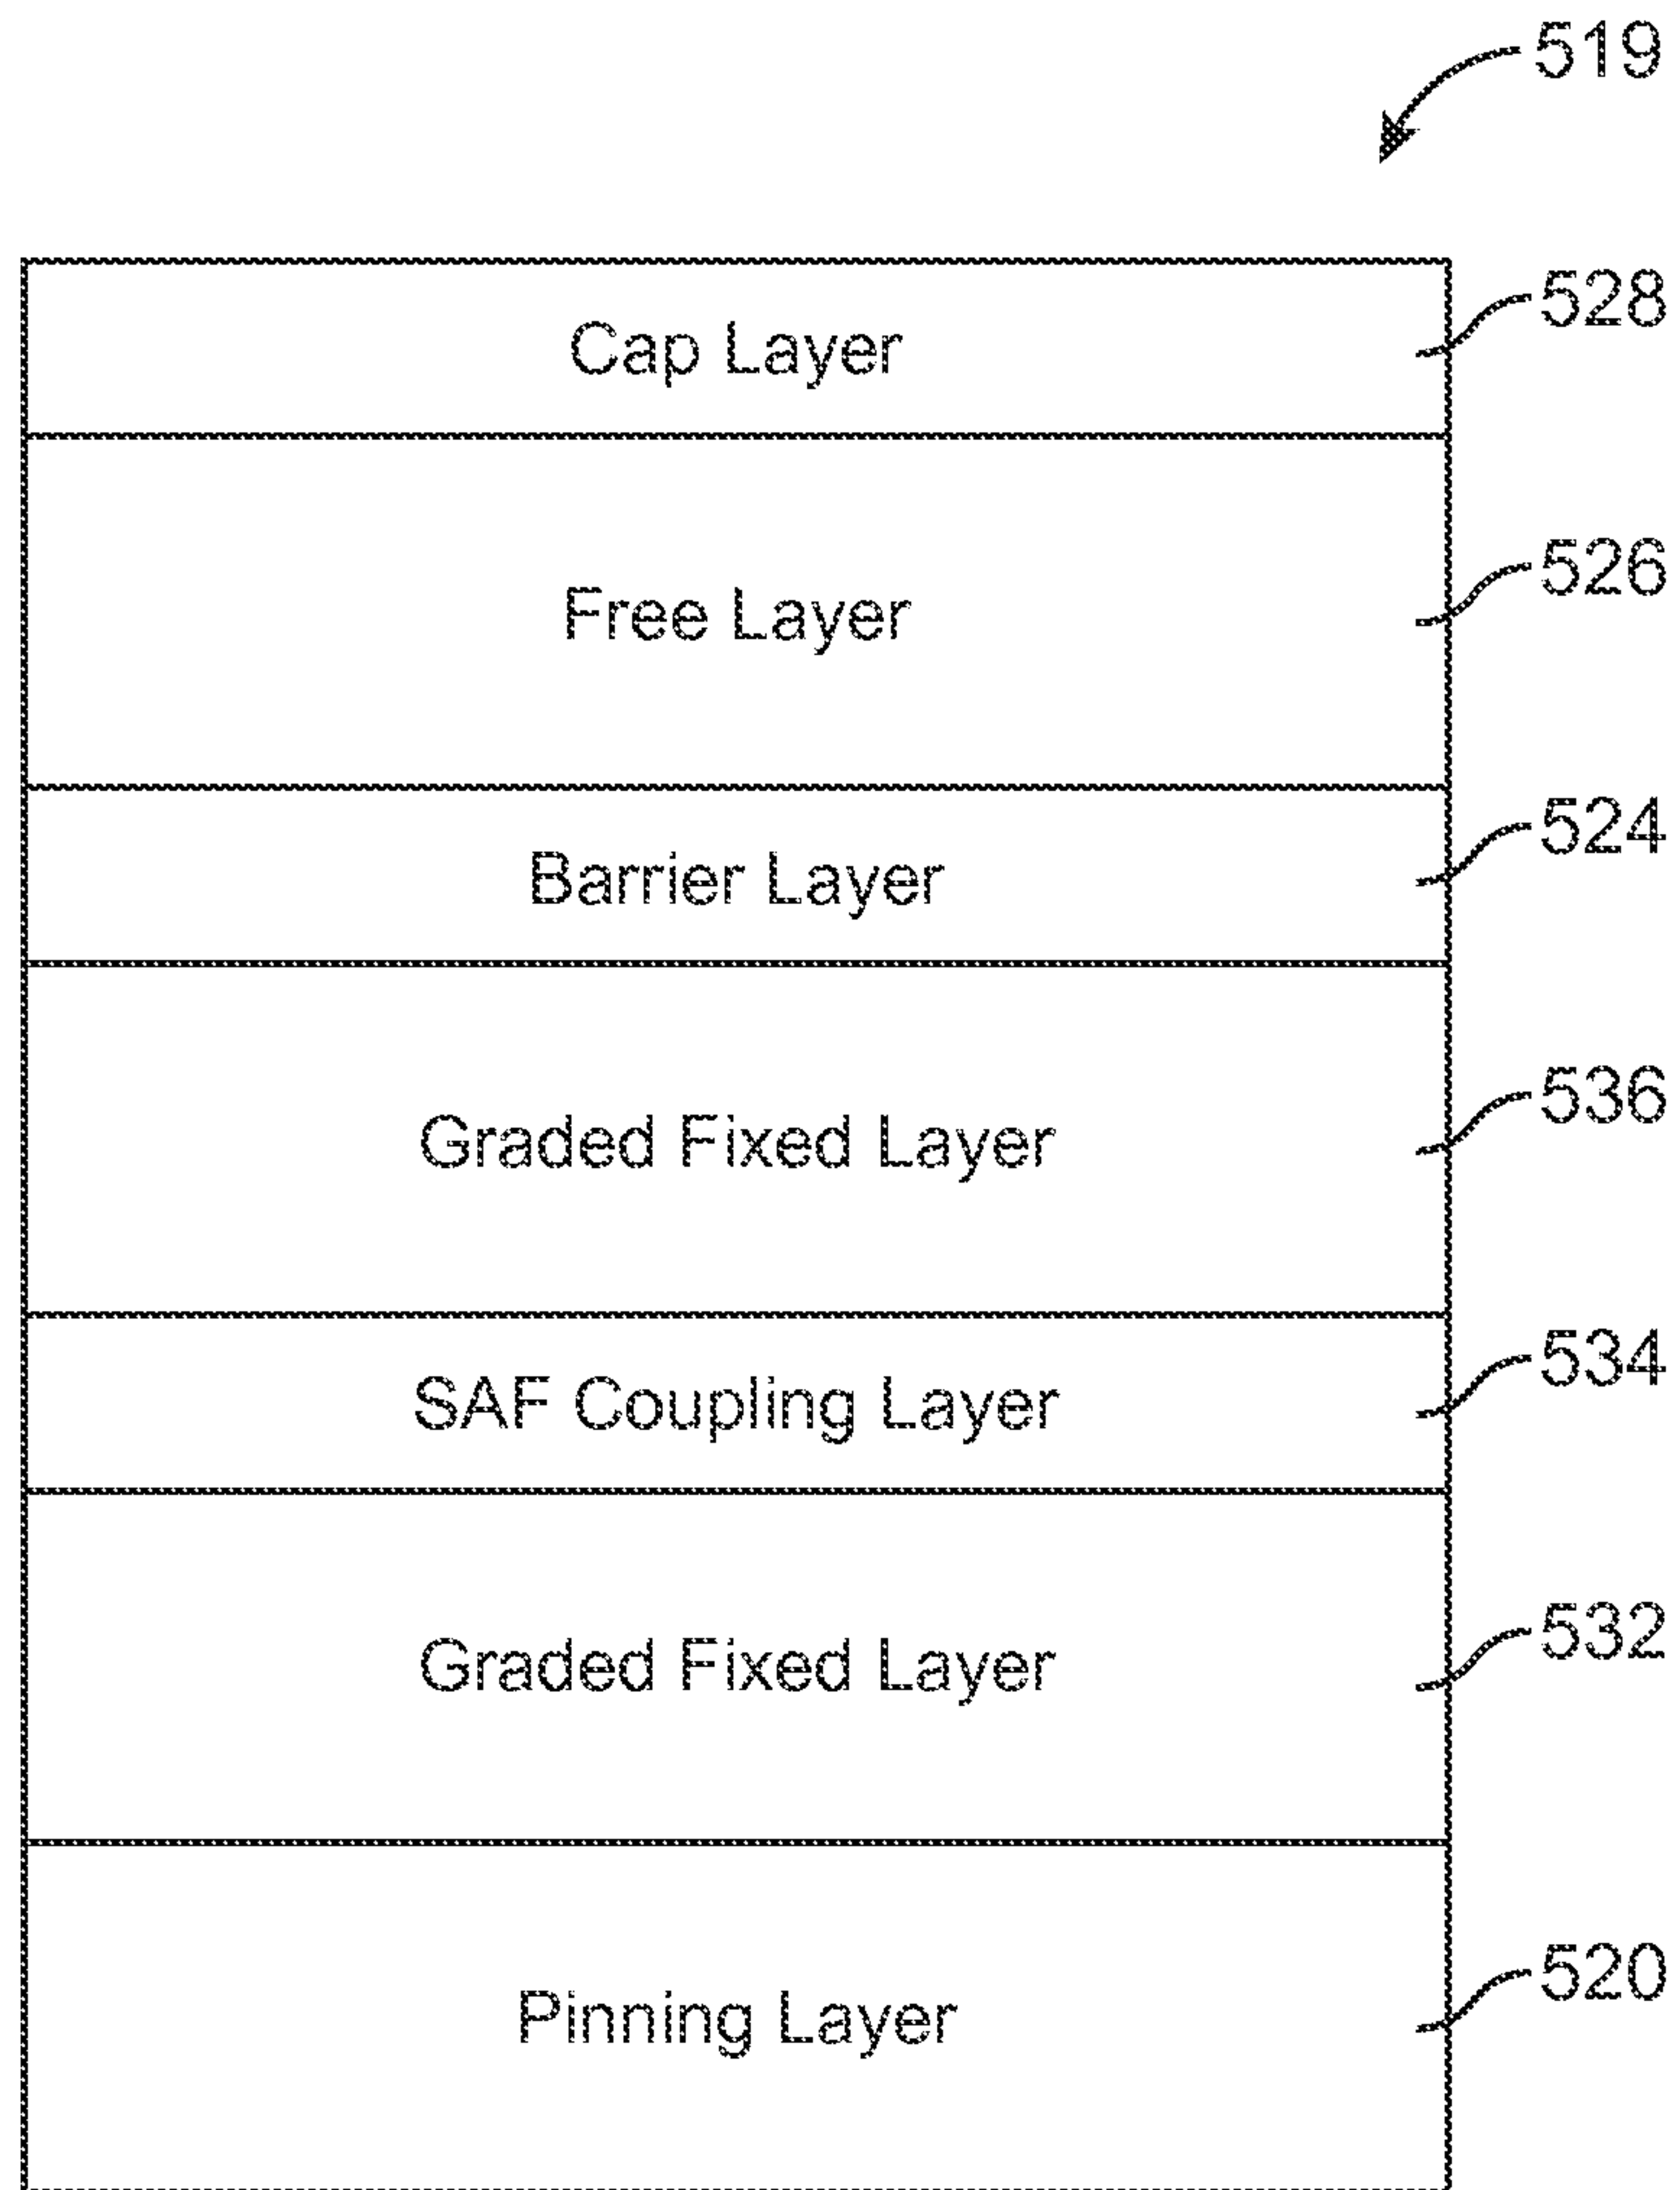 519
Cap Layer 528
Free Layer 526
Barrier Layer 524
Graded Fixed Layer 536
SAF Coupling Layer 534
Graded Fixed Layer 532
Pinning Layer 520